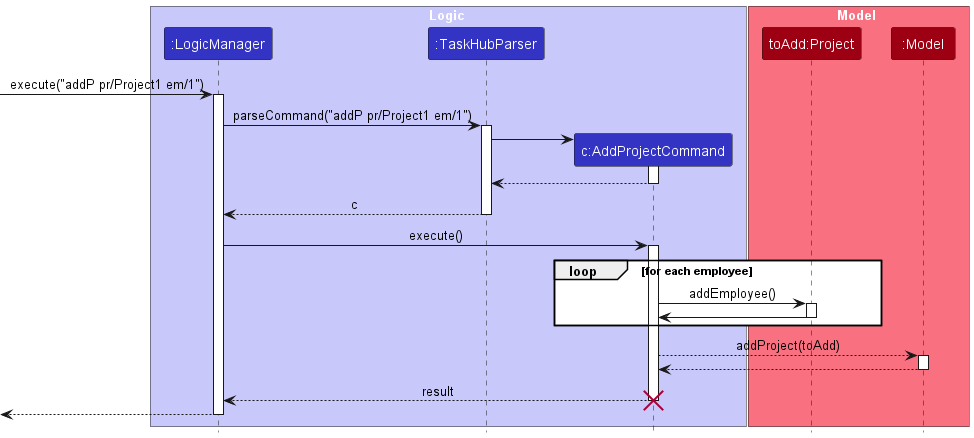 Logic
Model
:LogicManager
:TaskHubParser
toAdd:Project
:Model
execute("addP pr/Project1 em/1")
parseCommand("addP pr/Project1 em/1")
c:AddProjectCommand
c
execute()
loop
[for each employee]
addEmployee()
addProject(toAdd)
result